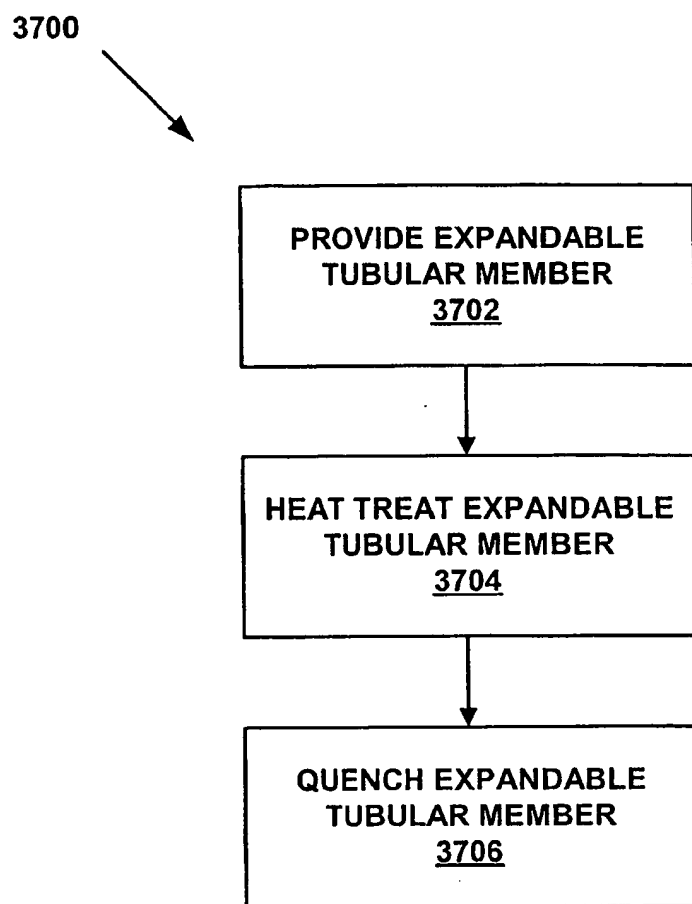 3700
PROVIDE EXPANDABLE
TUBULAR MEMBER
3702
HEAT TREAT EXPANDABLE
TUBULAR MEMBER
3704
QUENCH EXPANDABLE
TUBULAR MEMBER
3706